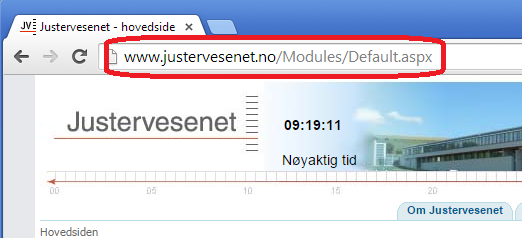 JV Justervesenet - hovedside
www.justervesenet.no/Modules/Default.aspx
Justervesenet
09:19:11
Nøyaktig tid
00 05 10 15 20
Om Justervesenet
Hovedsiden